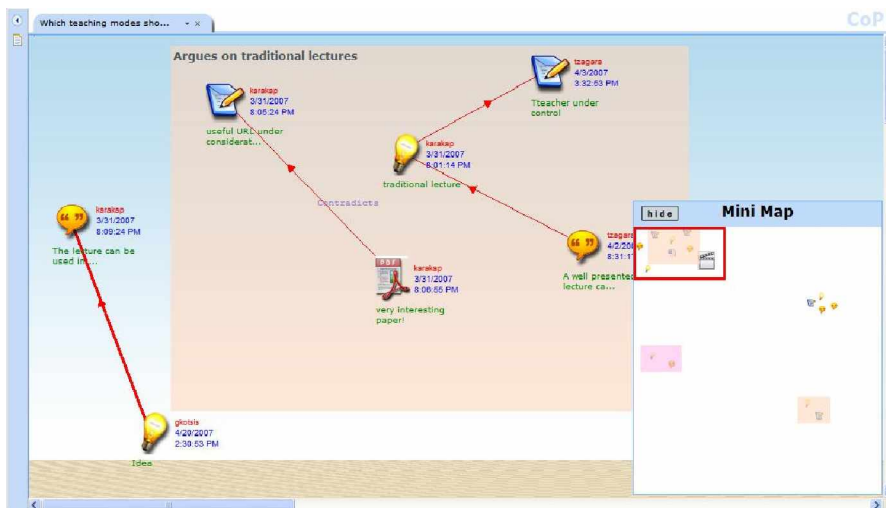 Which teaching modes sho...
CoP
Argues on traditional lectures
karakap
3/31/2007
8:05:24 PM
useful URL under
considerat...
tzagara
4/3/2007
3:32:53 PM
Tteacher under
control
karakap
3/31/2007
8:01:14 PM
traditional lecture
Contradicts
karakap
3/31/2007
8:09:24 PM
The lecture can be
used in ...
karakap
3/31/2007
8:06:55 PM
very interesting
paper!
tzagara
8:31:1
A well presented
lecture ca...
gkotsis
4/20/2007
2:30:53 PM
Idea
hide
Mini Map
PDF